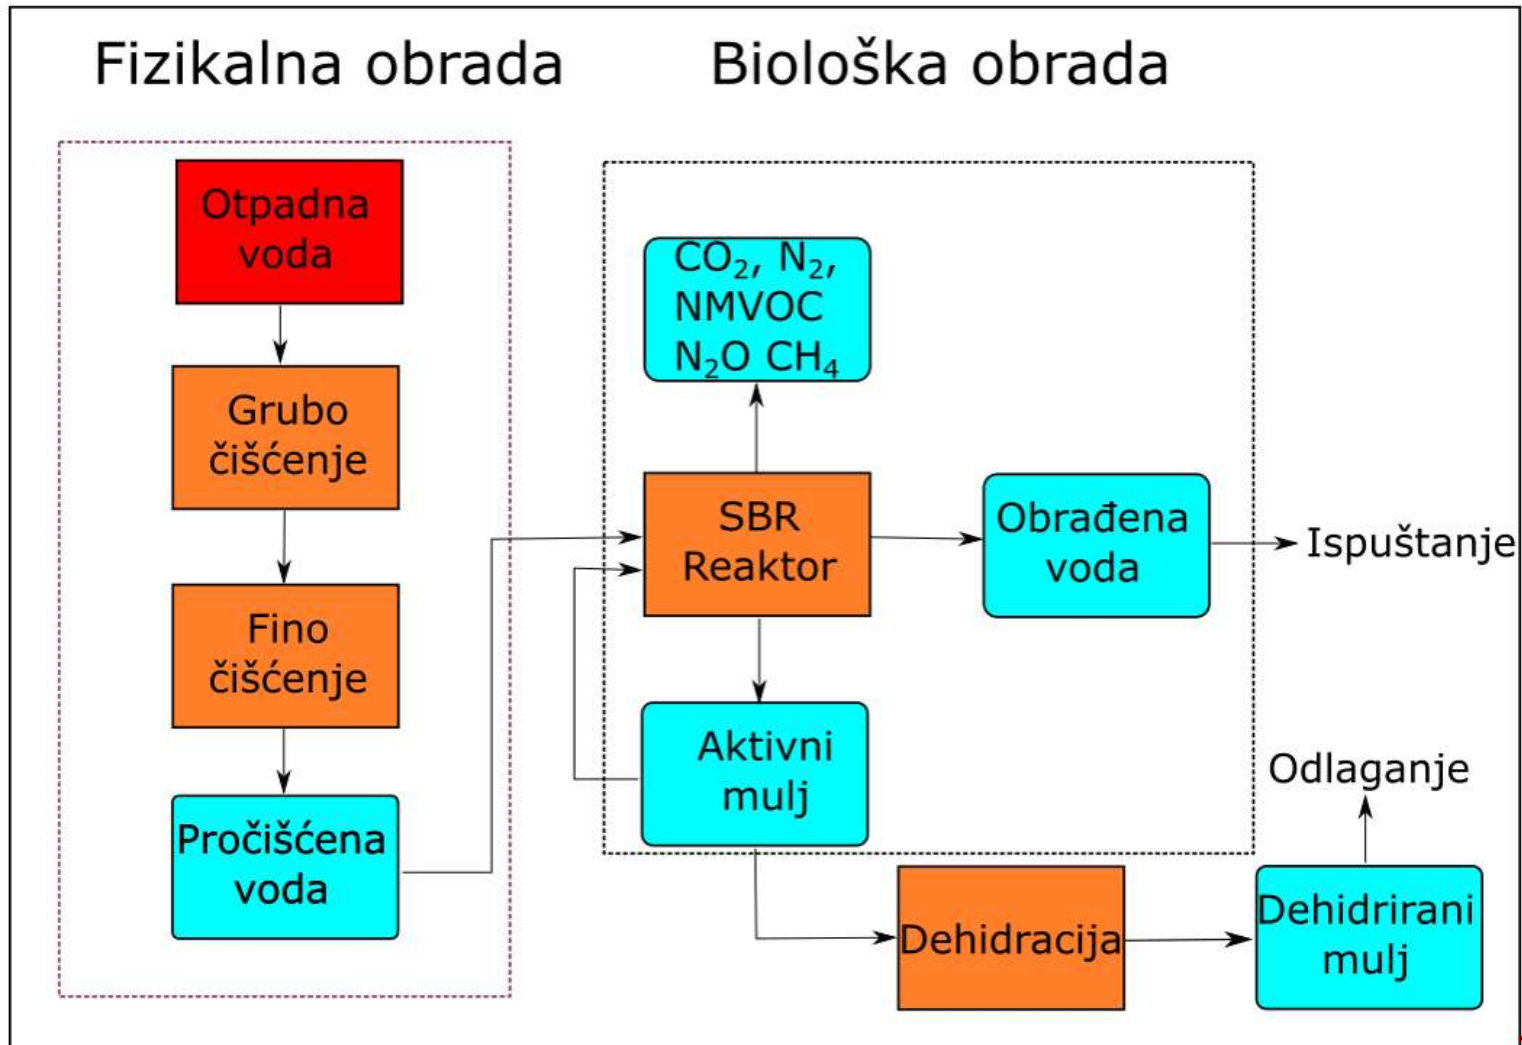 Fizikalna obrada
Biološka obrada
Otpadna
voda
Grubo
čišćenje
Fino
čišćenje
Pročišćena
voda
CO₂, N₂,
NMVOC
N₂O CH₄
SBR
Reaktor
Obrađena
voda
Ispuštanje
Aktivni
mulj
Dehidracija
Dehidrirani
mulj
Odlaganje